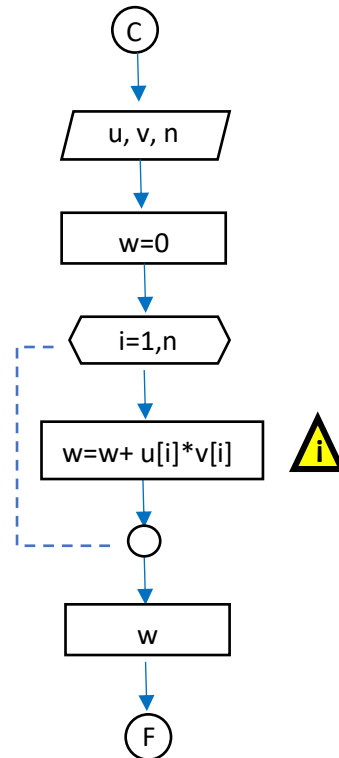 C
u, v, n
w=0
i=1,n
w=w+ u[i]*v[i]
i
w
F